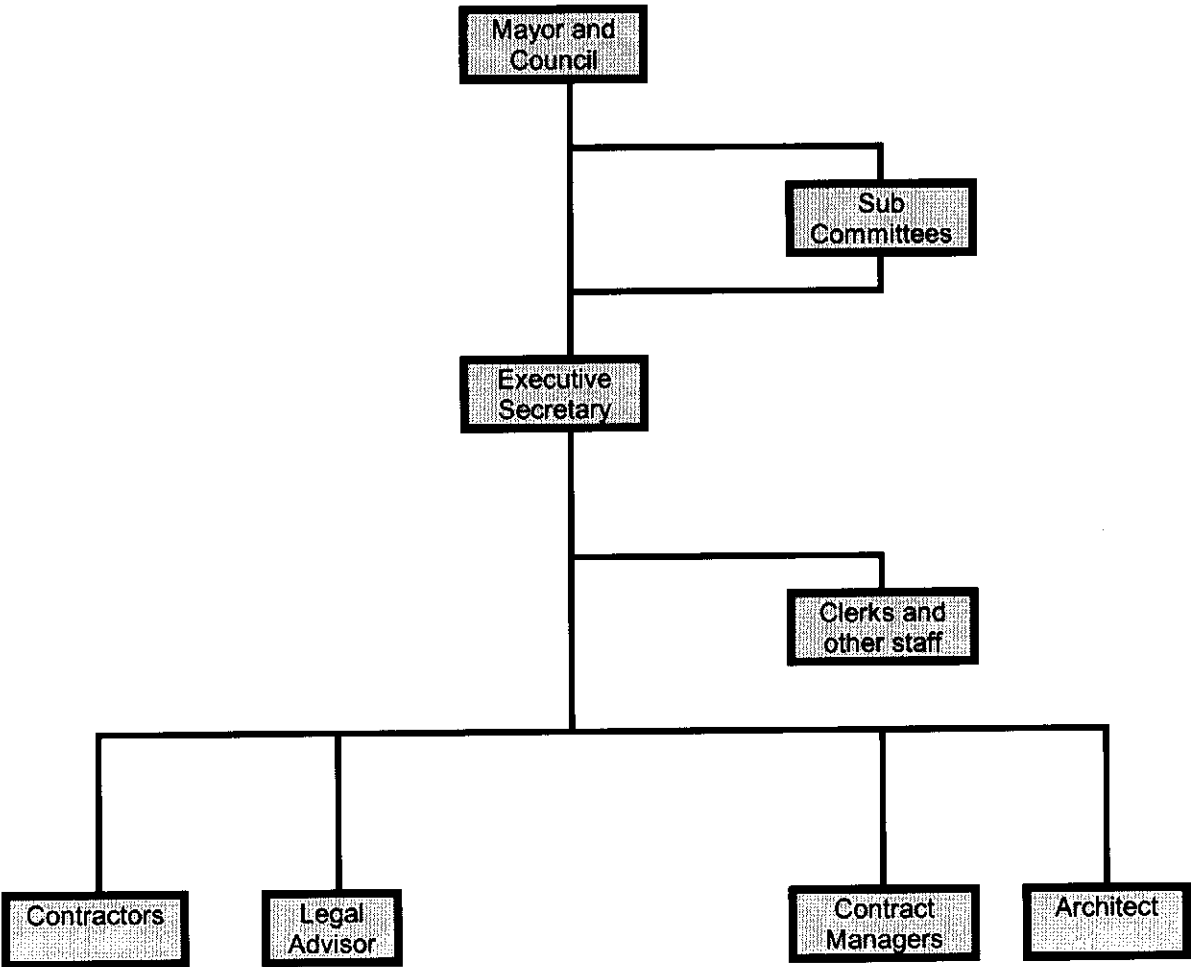 Mayor and
Council
Sub
Committees
Executive
Secretary
Clerks and
other staff
Contractors
Legal
Advisor
Contract
Managers
Architect